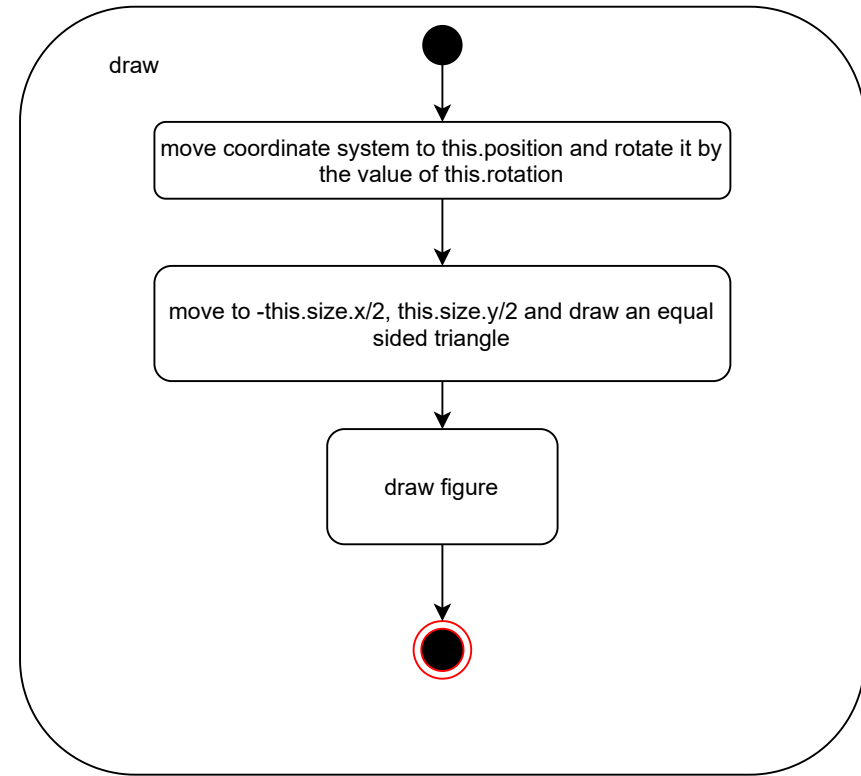 draw
move coordinate system to this.position and rotate it by
the value of this.rotation
move to -this.size.x/2, this.size.y/2 and draw an equal
sided triangle
draw figure